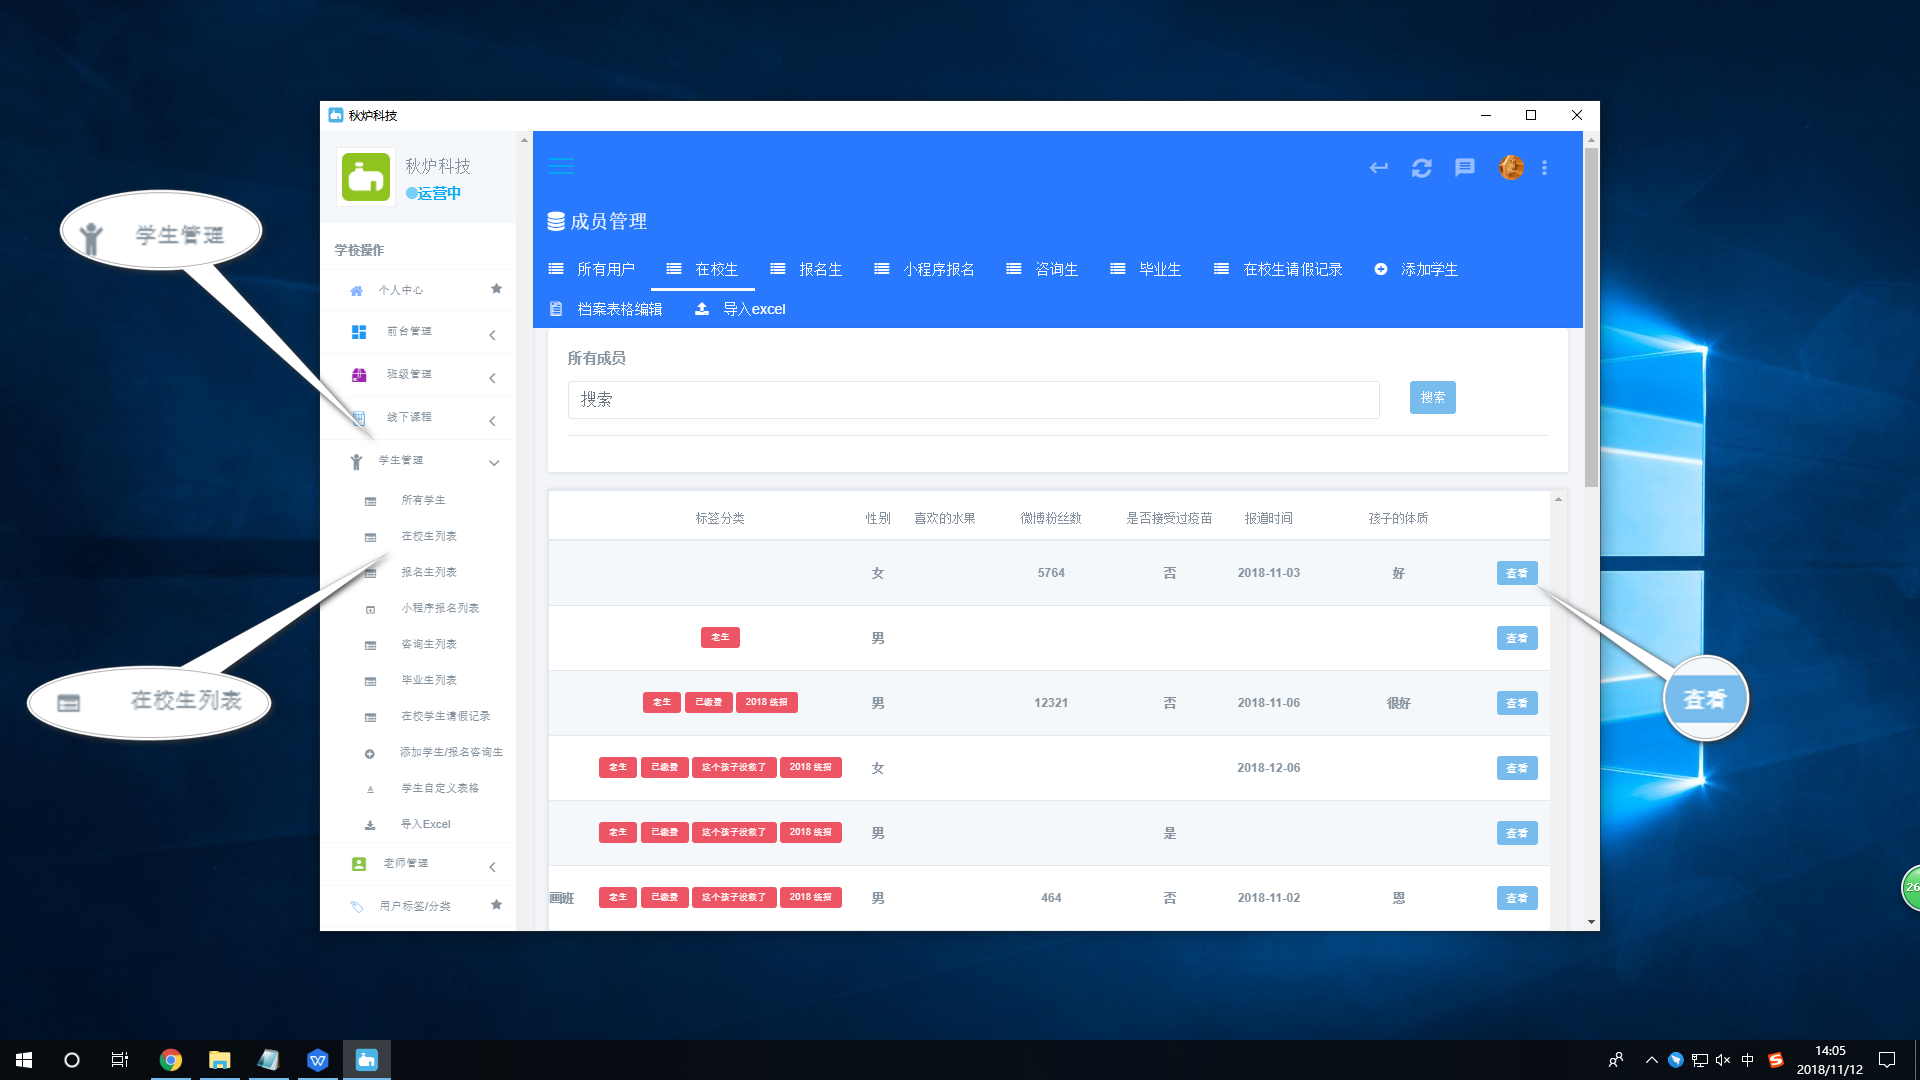 秋炉科技
秋炉科技
运营中
学校操作
个人中心
前台管理
班级管理
线下课程
学生管理
所有学生
在校生列表
报名生列表
小程序报名列表
咨询生列表
毕业生列表
在校学生请假记录
添加学生/报名咨询生
学生自定义表格
导入Excel
老师管理
用户标签/分类
学生管理
在校生列表
成员管理
所有用户 在校生 报名生 小程序报名 咨询生 毕业生 在校生请假记录 添加学生
档案表格编辑 导入excel
所有成员
搜索 搜索
标签分类 性别 喜欢的水果 微博粉丝数 是否接受过疫苗 报道时间 孩子的体质
女 5764 否 2018-11-03 好 查看
老生 男 查看
老生 已缴费 2018 统招 男 12321 否 2018-11-06 很好 查看
老生 已缴费 这个孩子没救了 2018 统招 女 2018-12-06 查看
老生 已缴费 这个孩子没救了 2018 统招 男 是 查看
画班 老生 已缴费 这个孩子没救了 2018 统招 男 464 否 2018-11-02 恩 查看
查看
26
中
14:05
2018/11/12